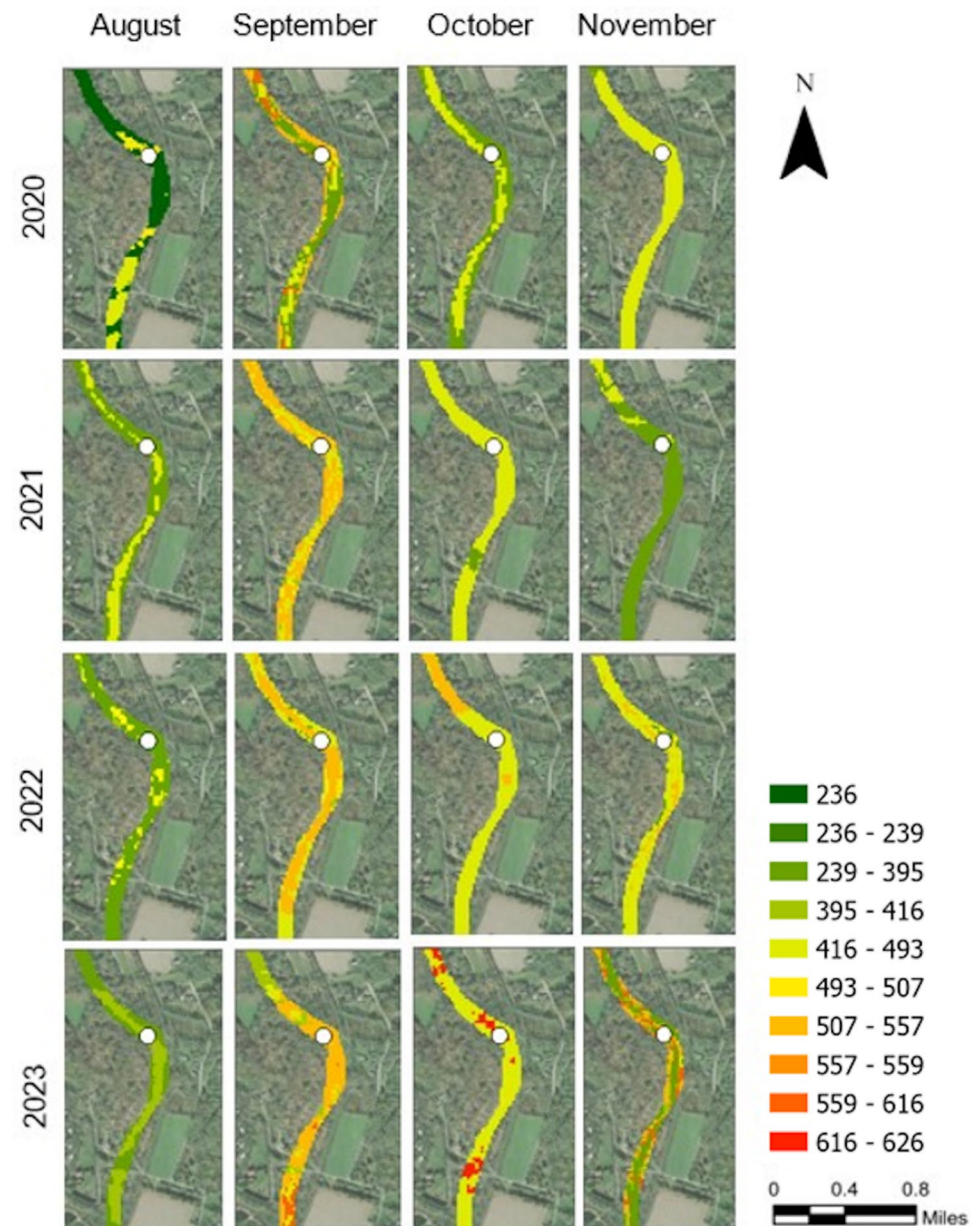 August September October November
N
2020
2021
2022
2023
236
236 - 239
239 - 395
395 - 416
416 - 493
493 - 507
507 - 557
557 - 559
559 - 616
616 - 626
0 0.4 0.8
Miles